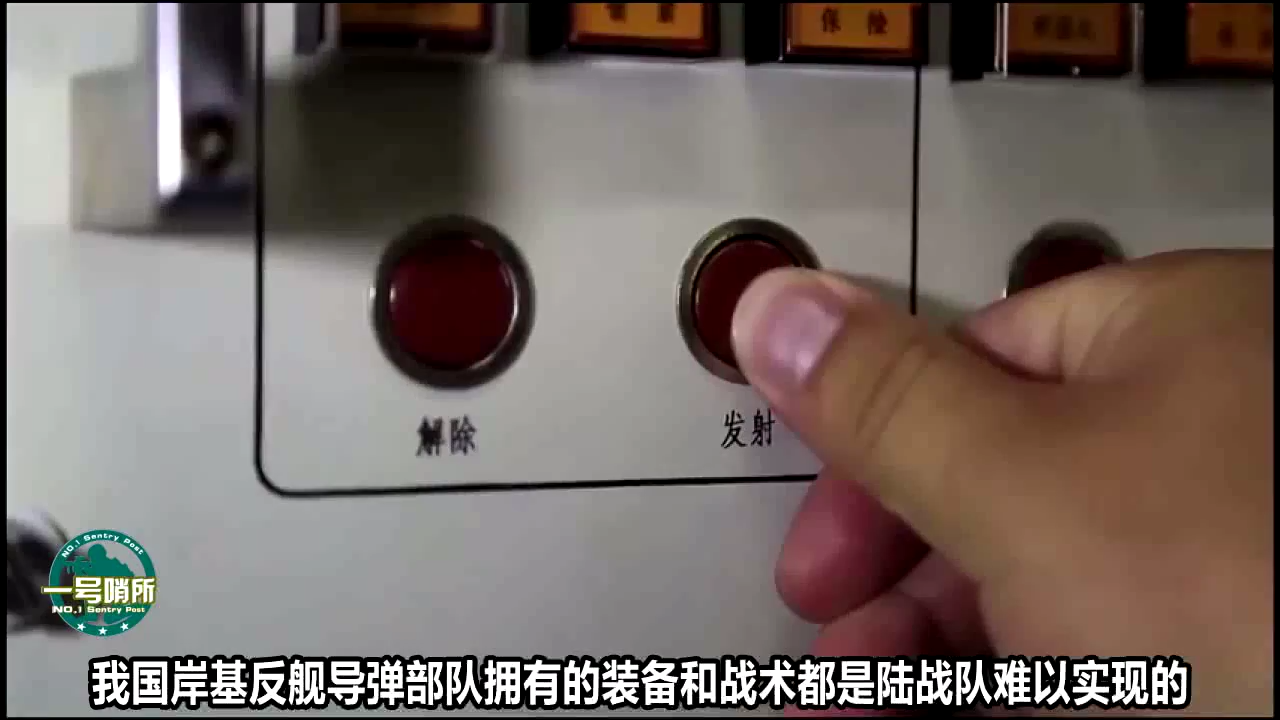 保险
解除
发射
NO.1 Sentry Post
一号哨所
NO.1 Sentry Post
我国岸基反舰导弹部队拥有的装备和战术都是陆战队难以实现的